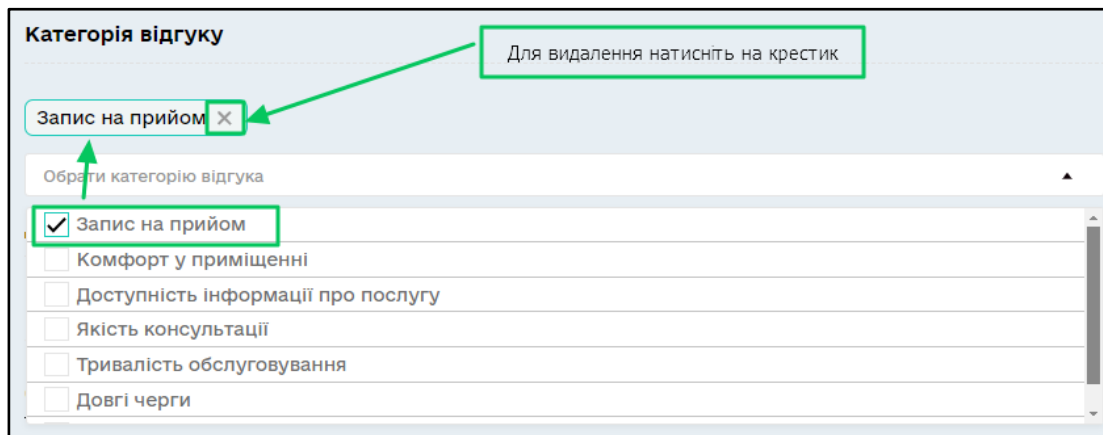 Категорія відгуку
Для видалення натисніть на крестик
Запис на прийом ×
Обрати категорію відгука
Запис на прийом
Комфорт у приміщенні
Доступність інформації про послугу
Якість консультації
Тривалість обслуговування
Довгі черги